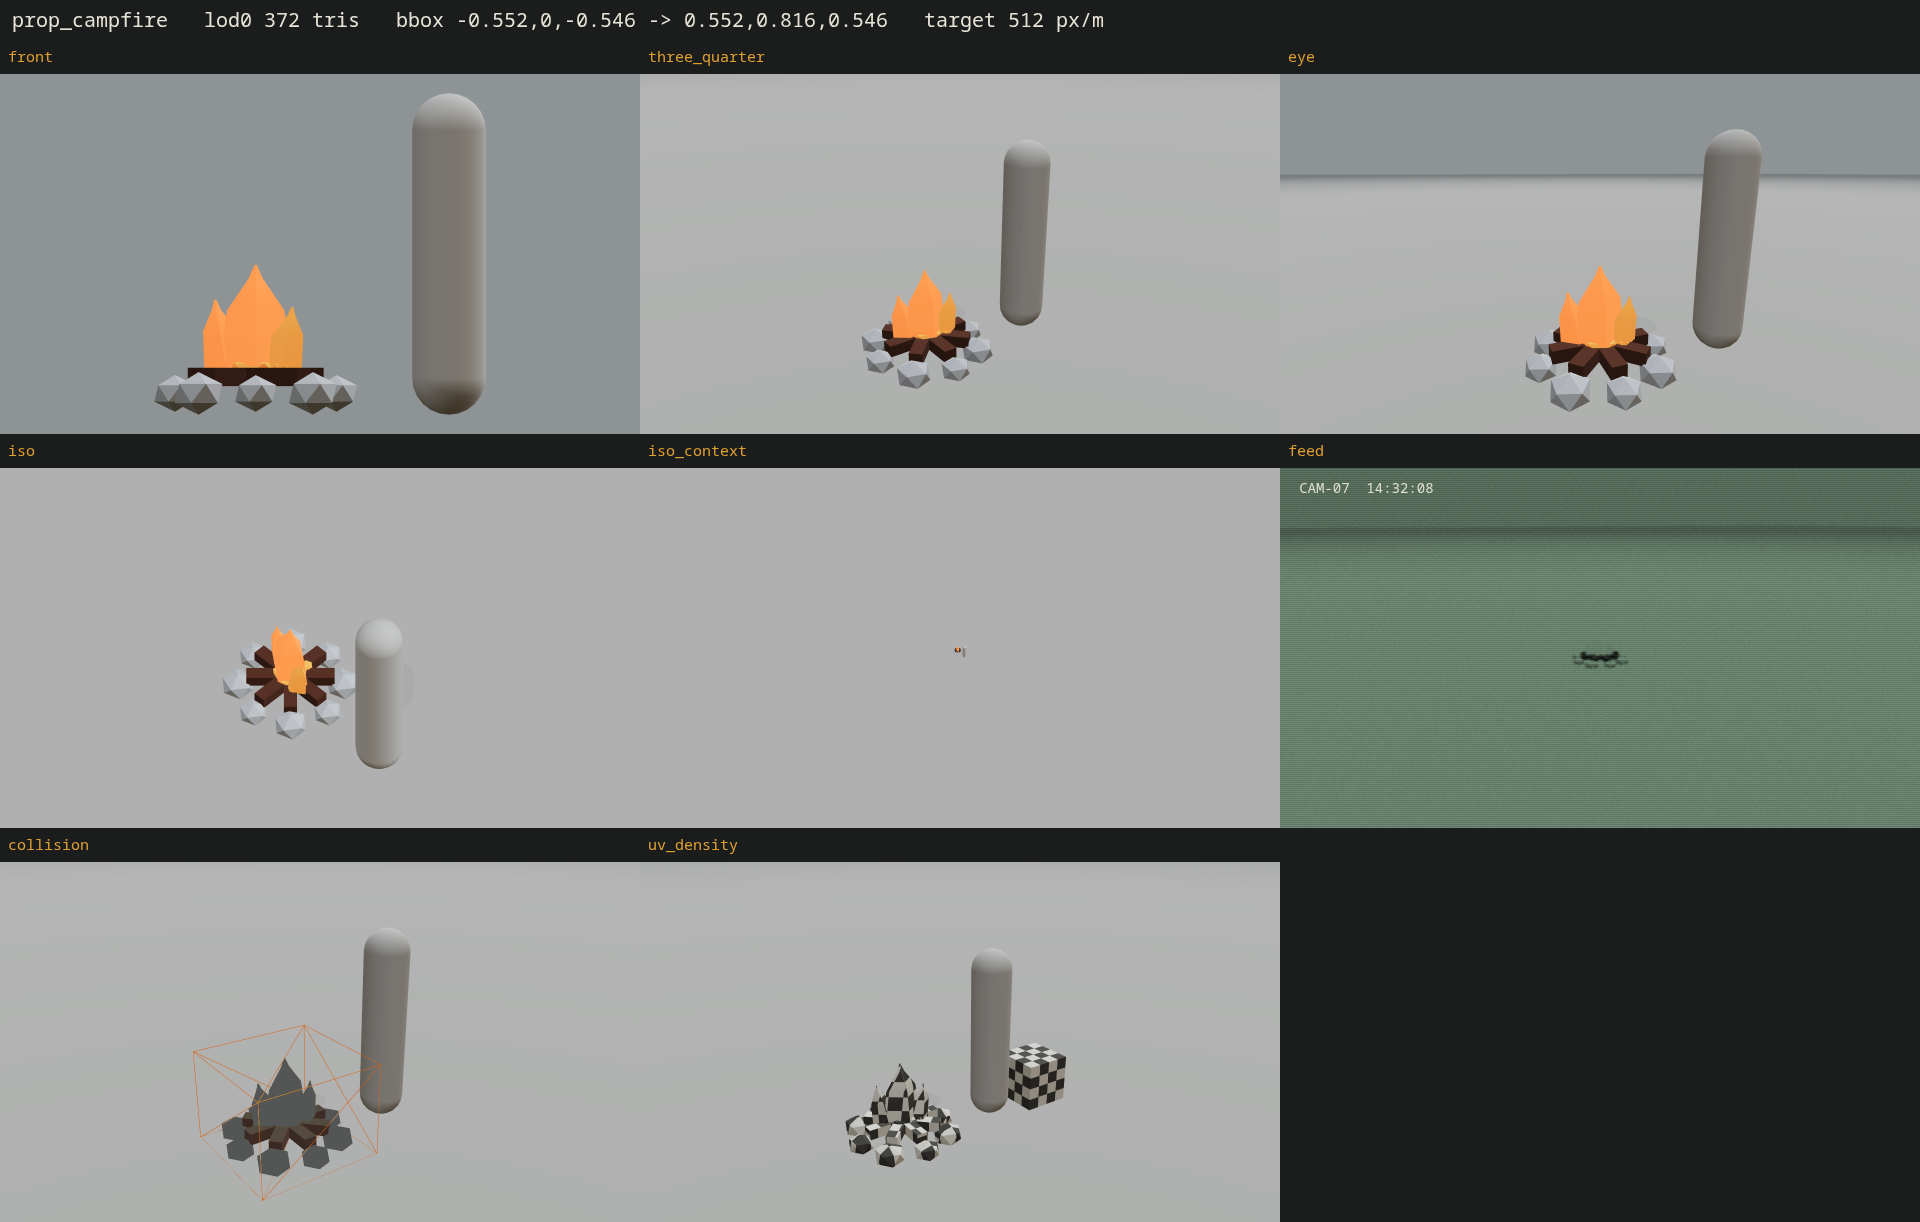 prop_campfire lod0 372 tris bbox -0.552,0,-0.546 -> 0.552,0.816,0.546 target 512 px/m
front three_quarter eye
iso iso_context feed
CAM-07 14:32:08
collision uv_density